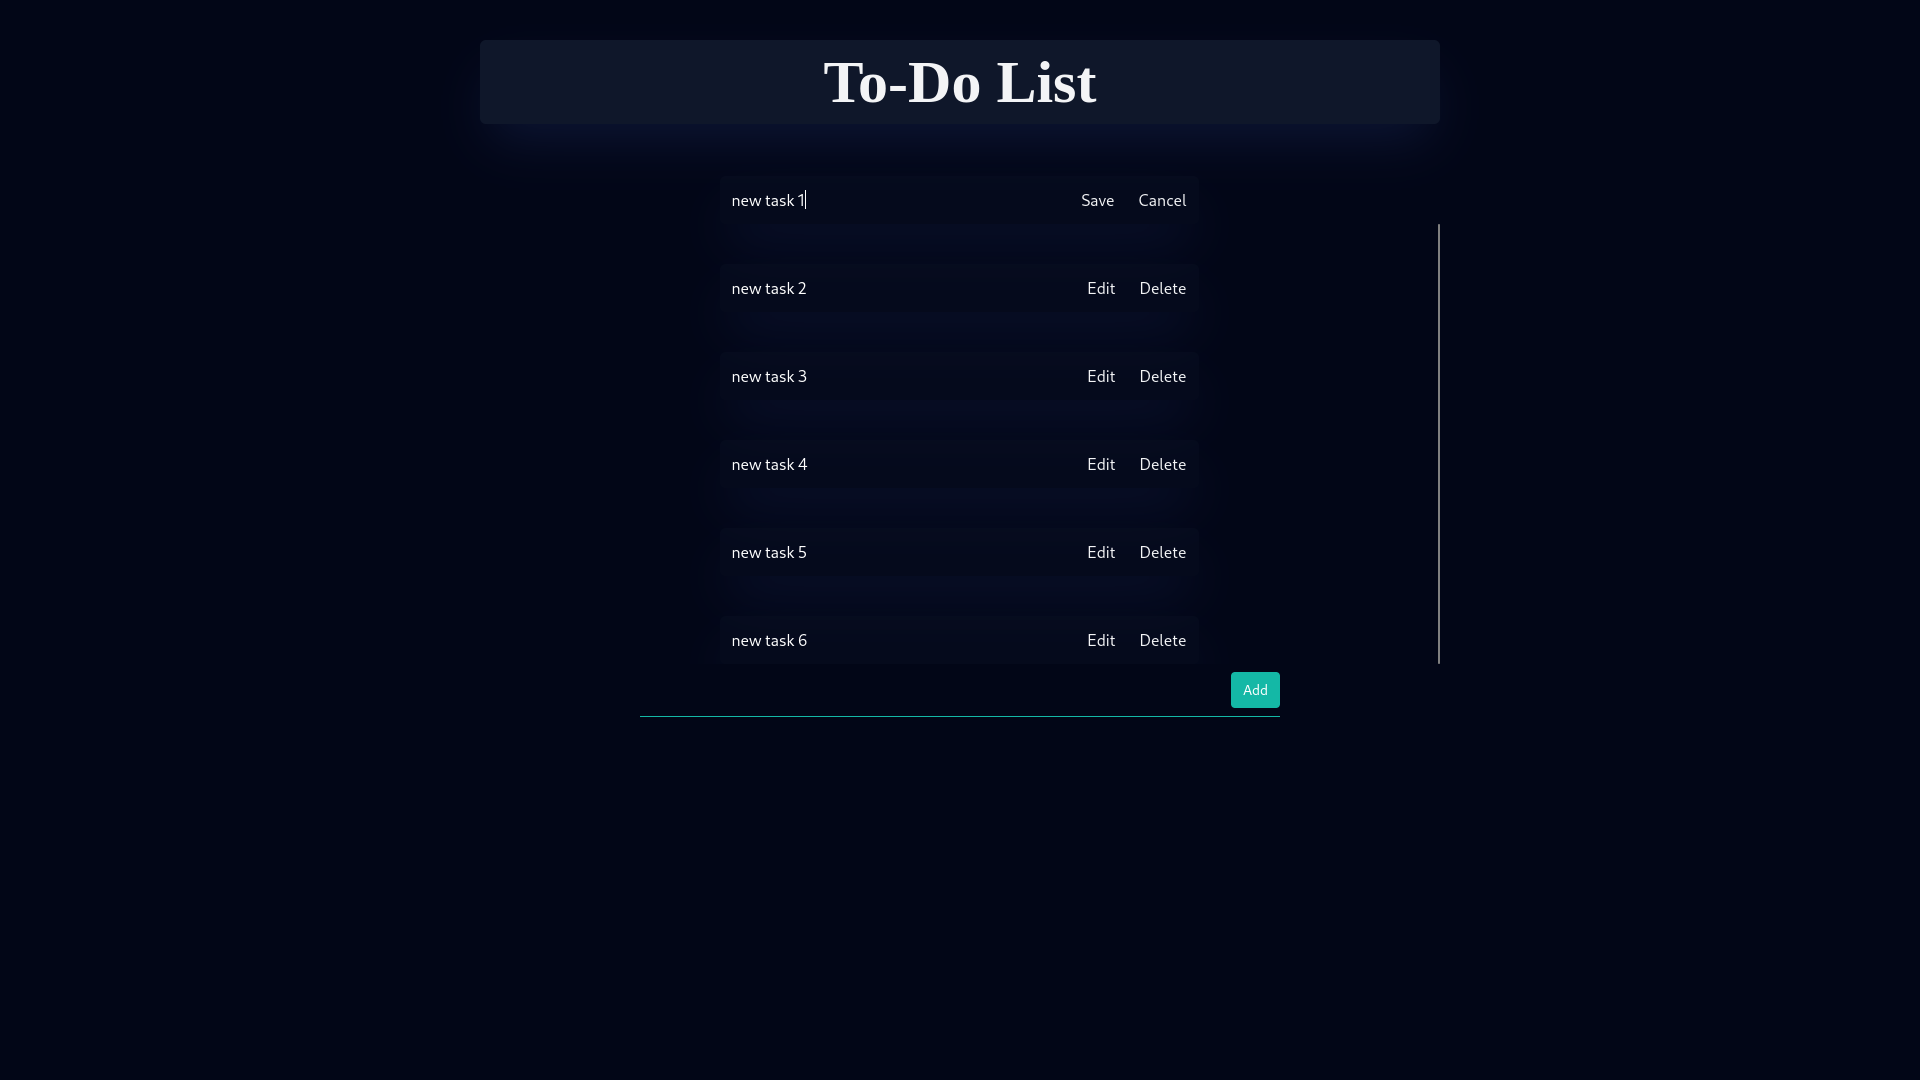 To-Do List
new task 1 Save Cancel
new task 2 Edit Delete
new task 3 Edit Delete
new task 4 Edit Delete
new task 5 Edit Delete
new task 6 Edit Delete
Add